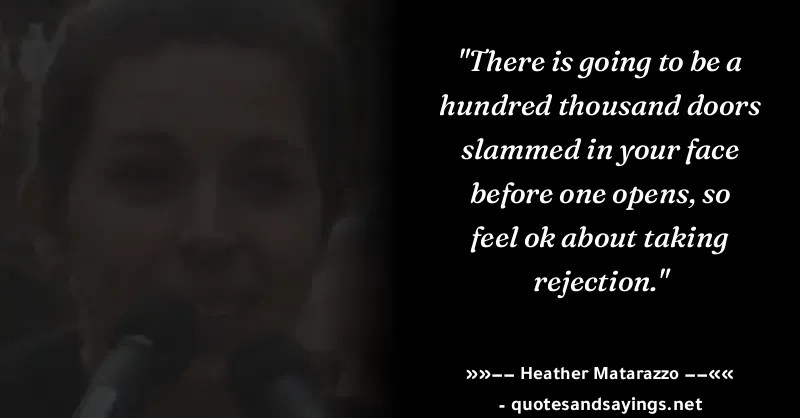 "There is going to be a
hundred thousand doors
slammed in your face
before one opens, so
feel ok about taking
rejection."
»»−− Heather Matarazzo −−««
- quotesandsayings.net